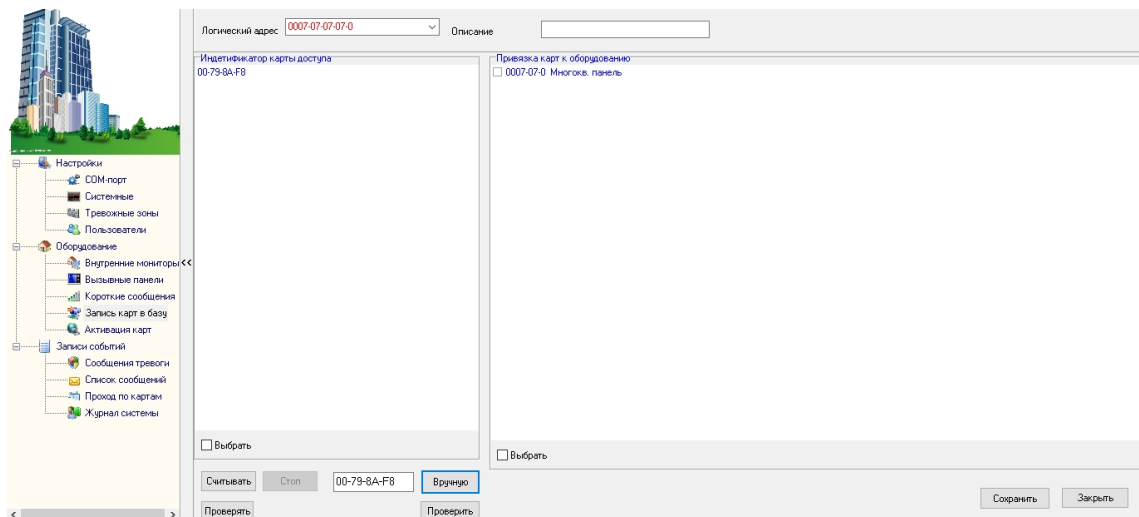 Логический адрес 0007-07-07-07-0 Описание
Индетификатор карты доступа
00-79-8A-F8
Привязка карт к оборудованию
0007-07-0 Многокв. панель
Настройки
COM-порт
Системные
Тревожные зоны
Пользователи
Оборудование
Внутренние мониторы <<
Вызывные панели
Короткие сообщения
Запись карт в базу
Активация карт
Записи событий
Сообщения тревоги
Список сообщений
Проход по картам
Журнал системы
Выбрать
Выбрать
Считывать Стоп 00-79-8A-F8 Вручную
Проверять Проверить
Сохранить Закрыть